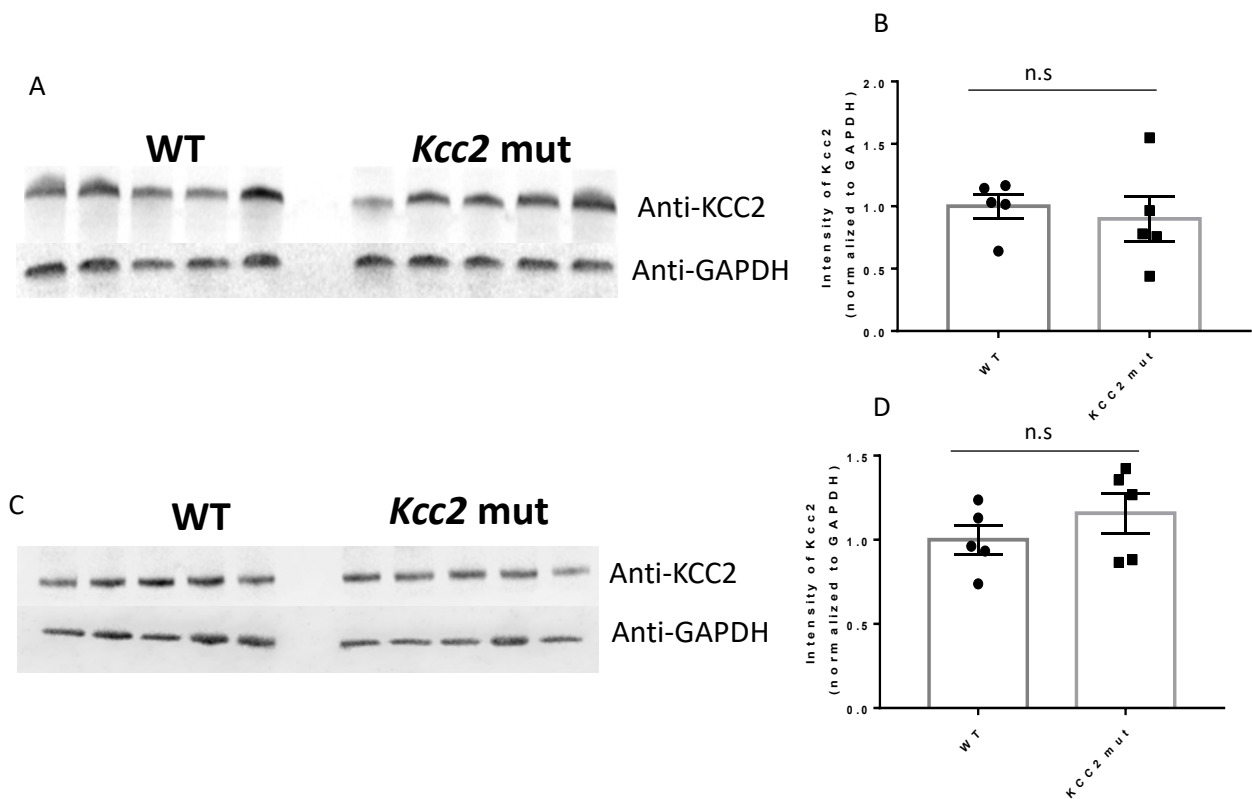 A
WT
Kcc2 mut
Anti-KCC2
Anti-GAPDH
B
n.s
Intensity of Kcc2
(normalized to GAPDH)
2.0
1.5
1.0
0.5
0.0
WT
KCC2 mut
C
WT
Kcc2 mut
Anti-KCC2
Anti-GAPDH
D
n.s
Intensity of Kcc2
(normalized to GAPDH)
1.5
1.0
0.5
0.0
WT
KCC2 mut